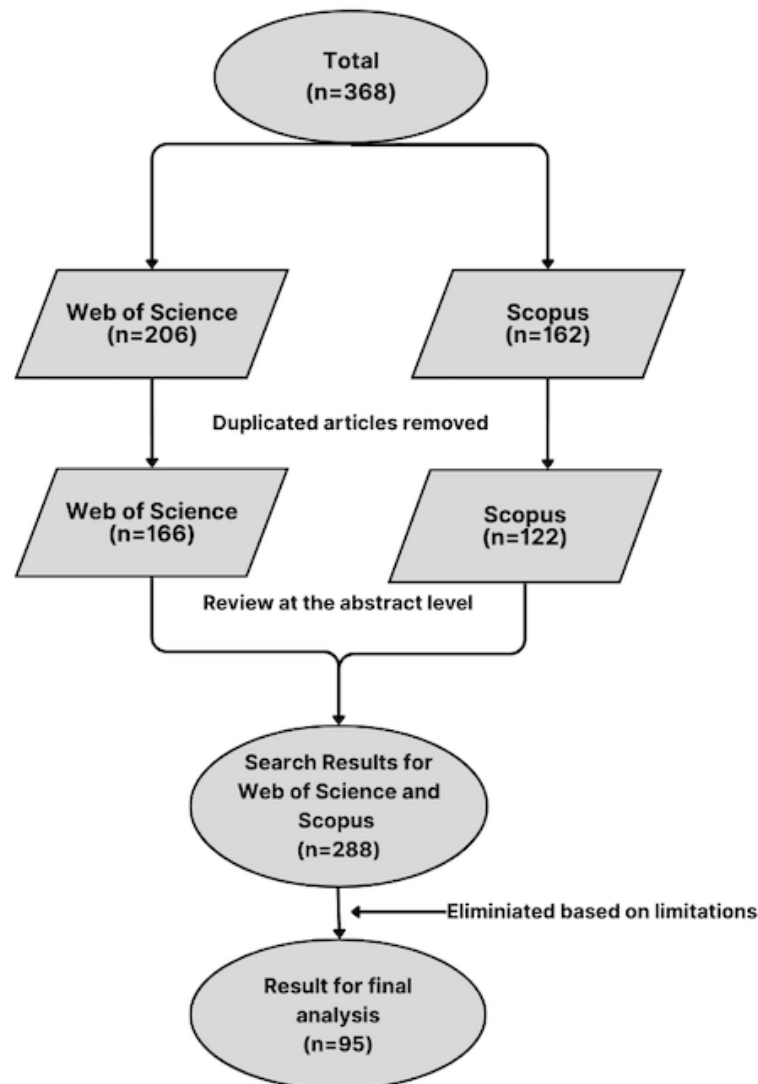 Total
(n=368)
Web of Science
(n=206)
Scopus
(n=162)
Duplicated articles removed
Web of Science
(n=166)
Scopus
(n=122)
Review at the abstract level
Search Results for
Web of Science and
Scopus
(n=288)
Eliminiated based on limitations
Result for final
analysis
(n=95)